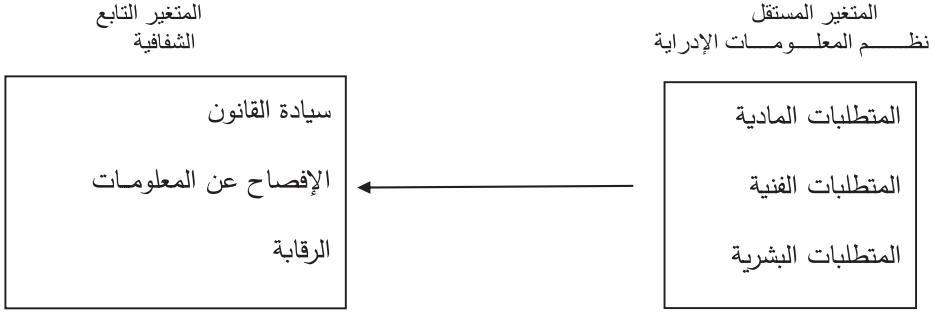 المتغير المستقل
نظم المعلومات الإدراية
المتطلبات المادية
المتطلبات الفنية
المتطلبات البشرية
المتغير التابع
الشفافية
سيادة القانون
الإفصاح عن المعلومات
الرقابة